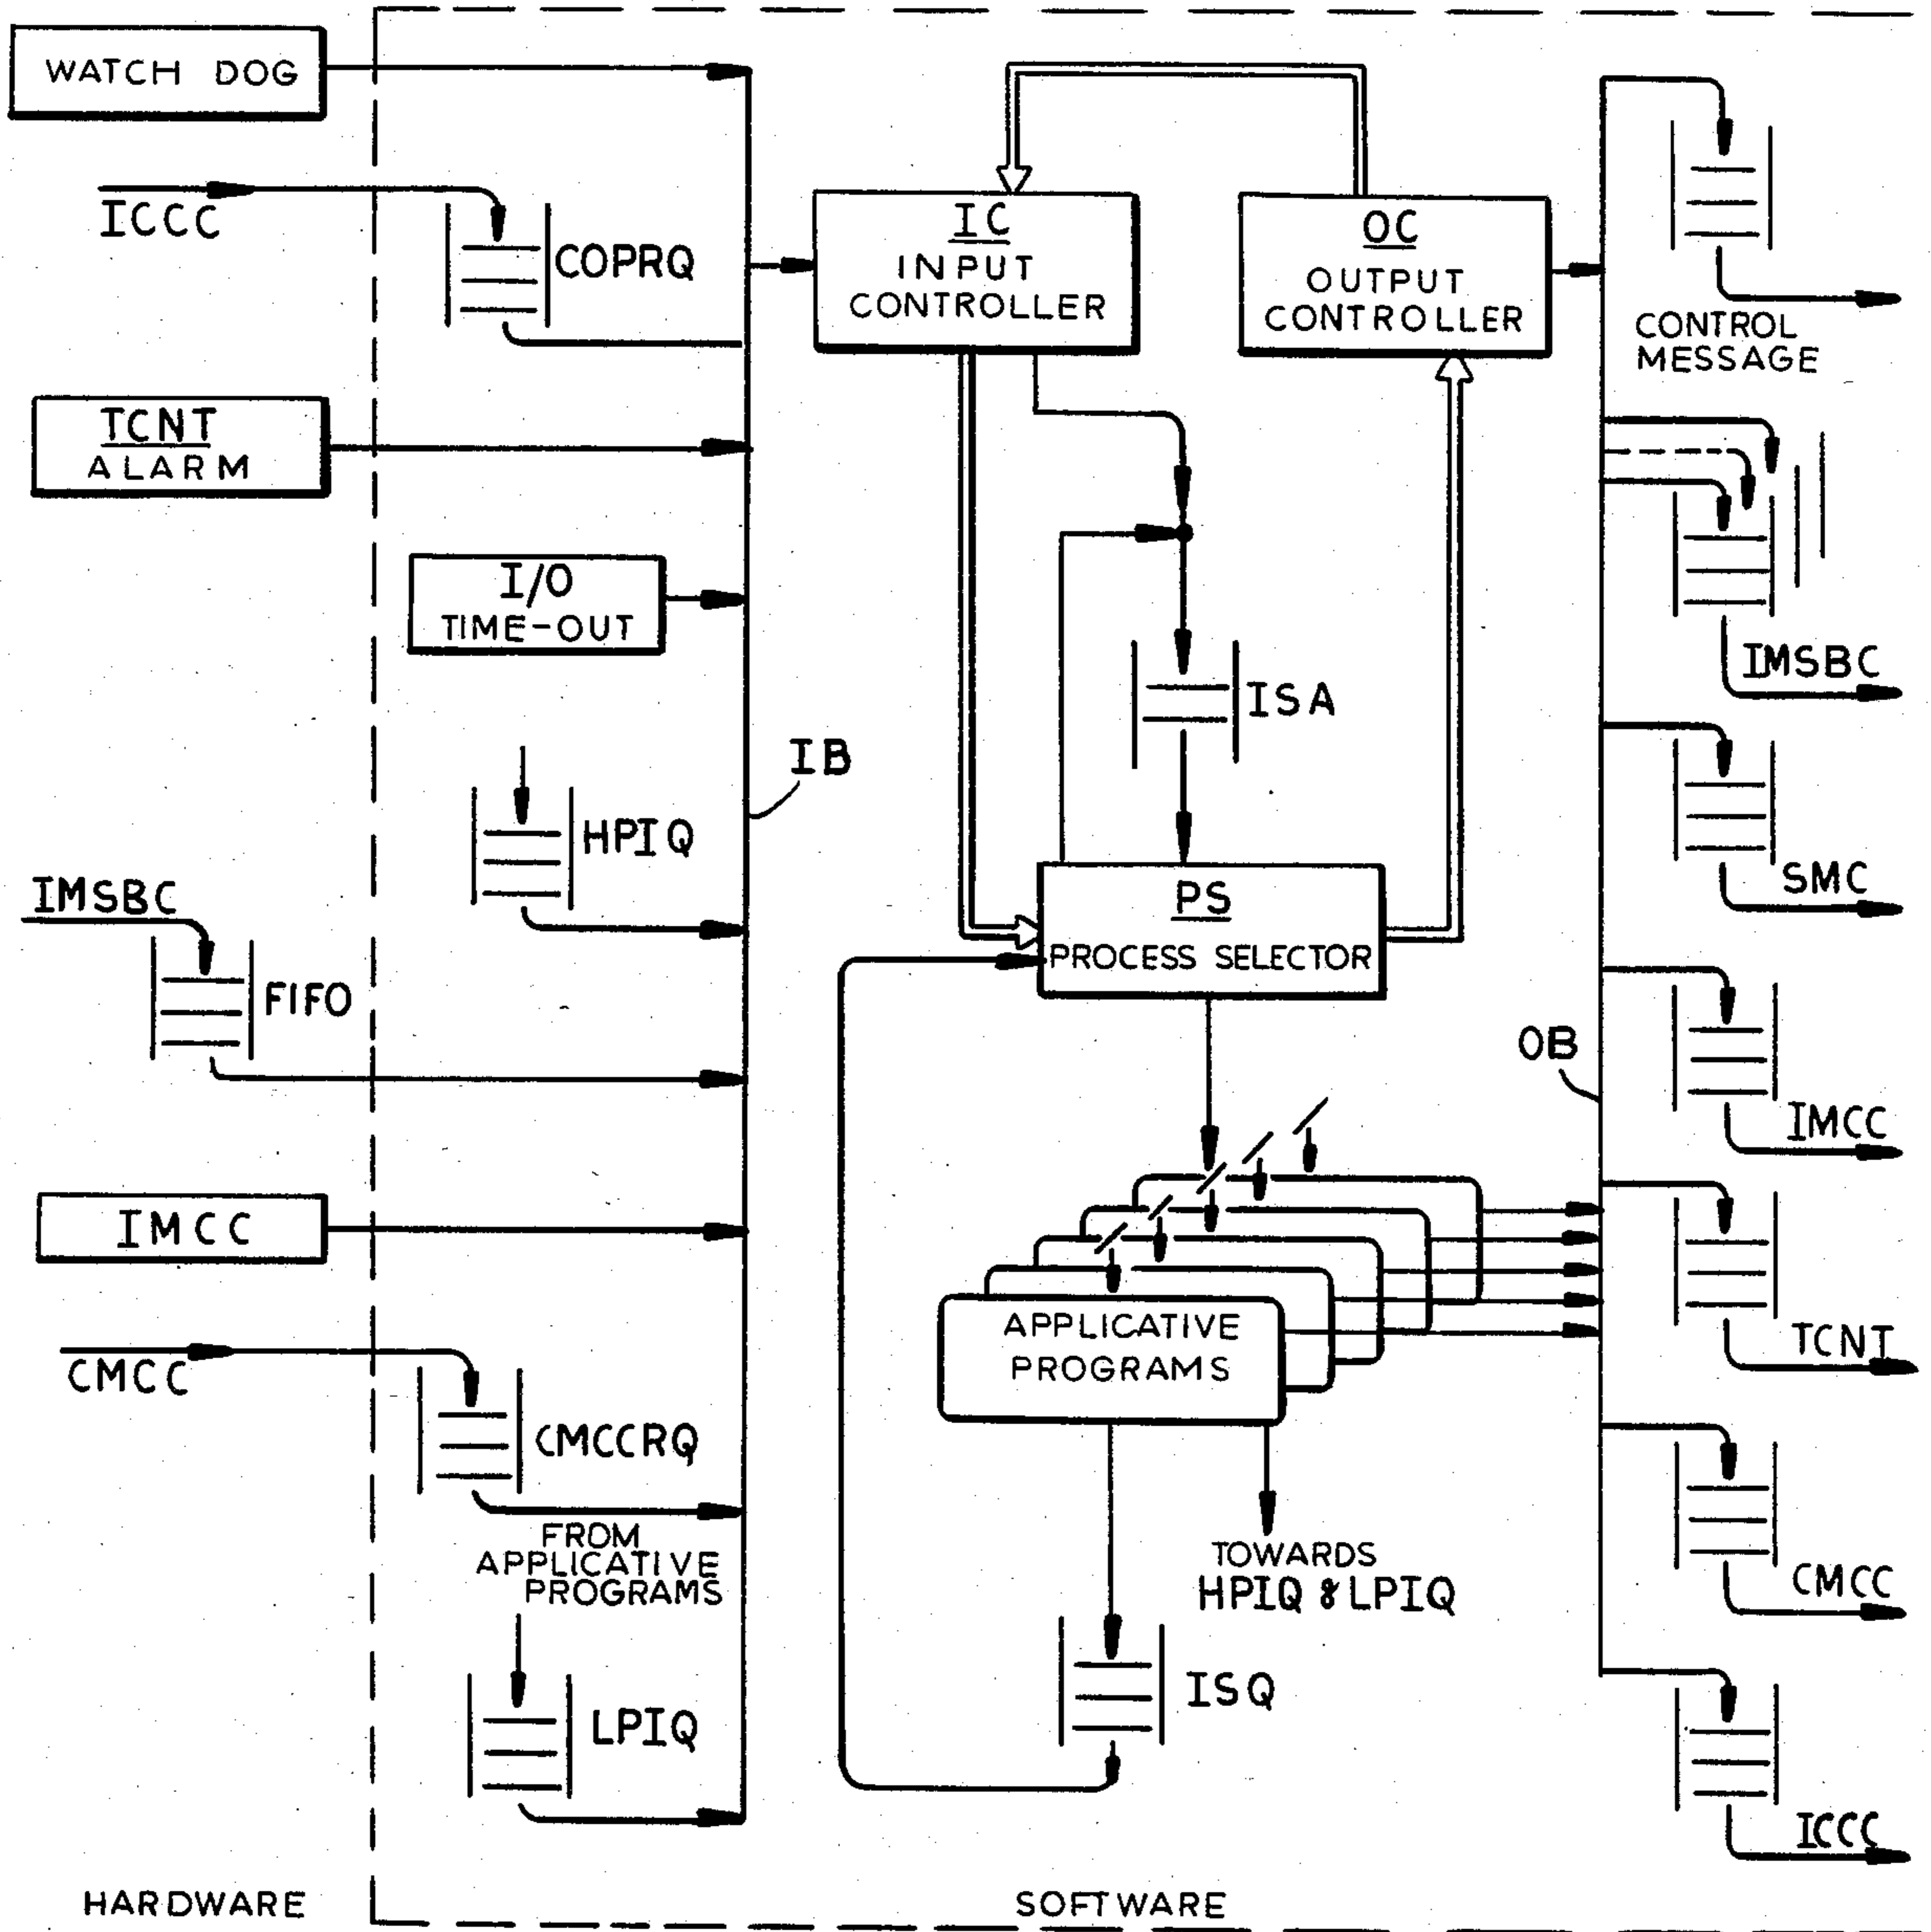 WATCH DOG
ICCC
COPRQ
TCNT
ALARM
I/O
TIME-OUT
HPIQ
IMSBC
FIFO
IMCC
CMCC
CMCCRQ
FROM
APPLICATIVE
PROGRAMS
LPIQ
HARDWARE
IB
IC
INPUT
CONTROLLER
OC
OUTPUT
CONTROLLER
ISA
PS
PROCESS SELECTOR
APPLICATIVE
PROGRAMS
TOWARDS
HPIQ & LPIQ
ISQ
SOFTWARE
OB
CONTROL
MESSAGE
IMSBC
SMC
IMCC
TCNT
CMCC
ICCC